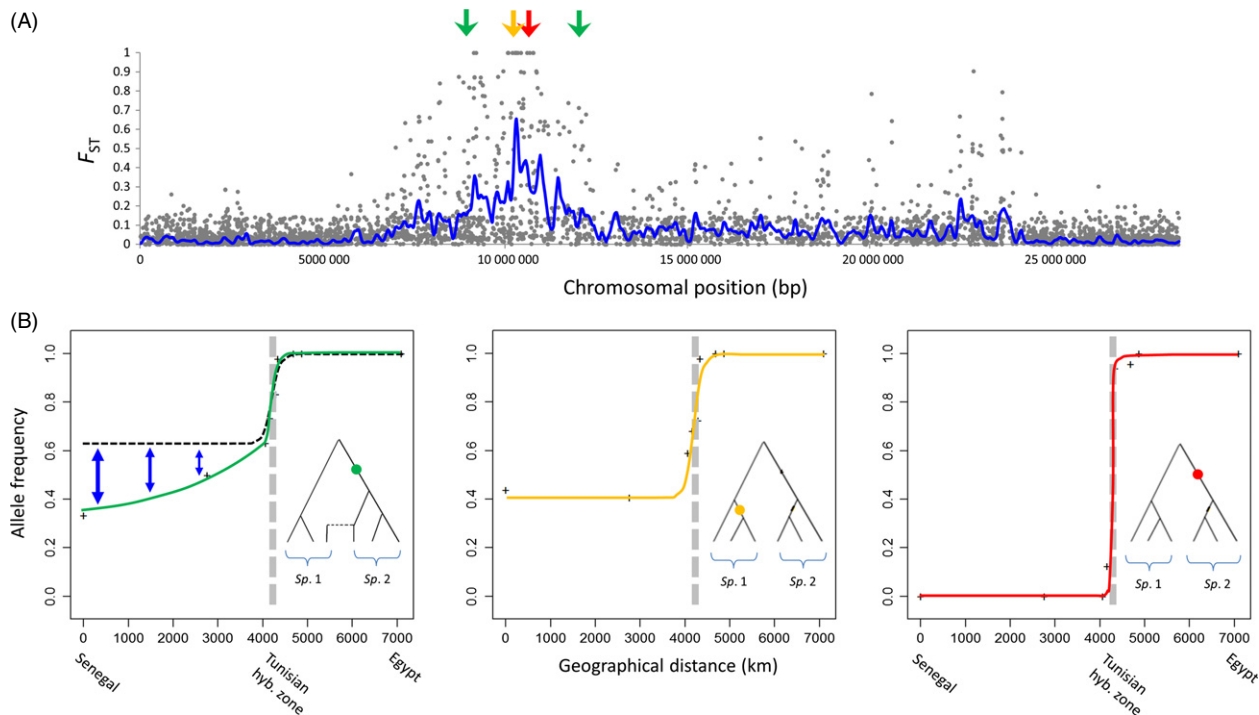 (A)
1
0.9
0.8
0.7
0.6
0.5
0.4
0.3
0.2
0.1
0
FST
0 5000 000 10 000 000 15 000 000 20 000 000 25 000 000
Chromosomal position (bp)
(B)
Allele frequency
1.0
0.8
0.6
0.4
0.2
0.0
Sp. 1 Sp. 2
0 1000 2000 3000 4000 5000 6000 7000
Senegal
Tunisian
hyb. zone
Egypt
1.0
0.8
0.6
0.4
0.2
0.0
Sp. 1 Sp. 2
0 1000 2000 3000 4000 5000 6000 7000
Geographical distance (km)
1.0
0.8
0.6
0.4
0.2
0.0
Sp. 1 Sp. 2
0 1000 2000 3000 4000 5000 6000 7000
Senegal
Tunisian
hyb. zone
Egypt